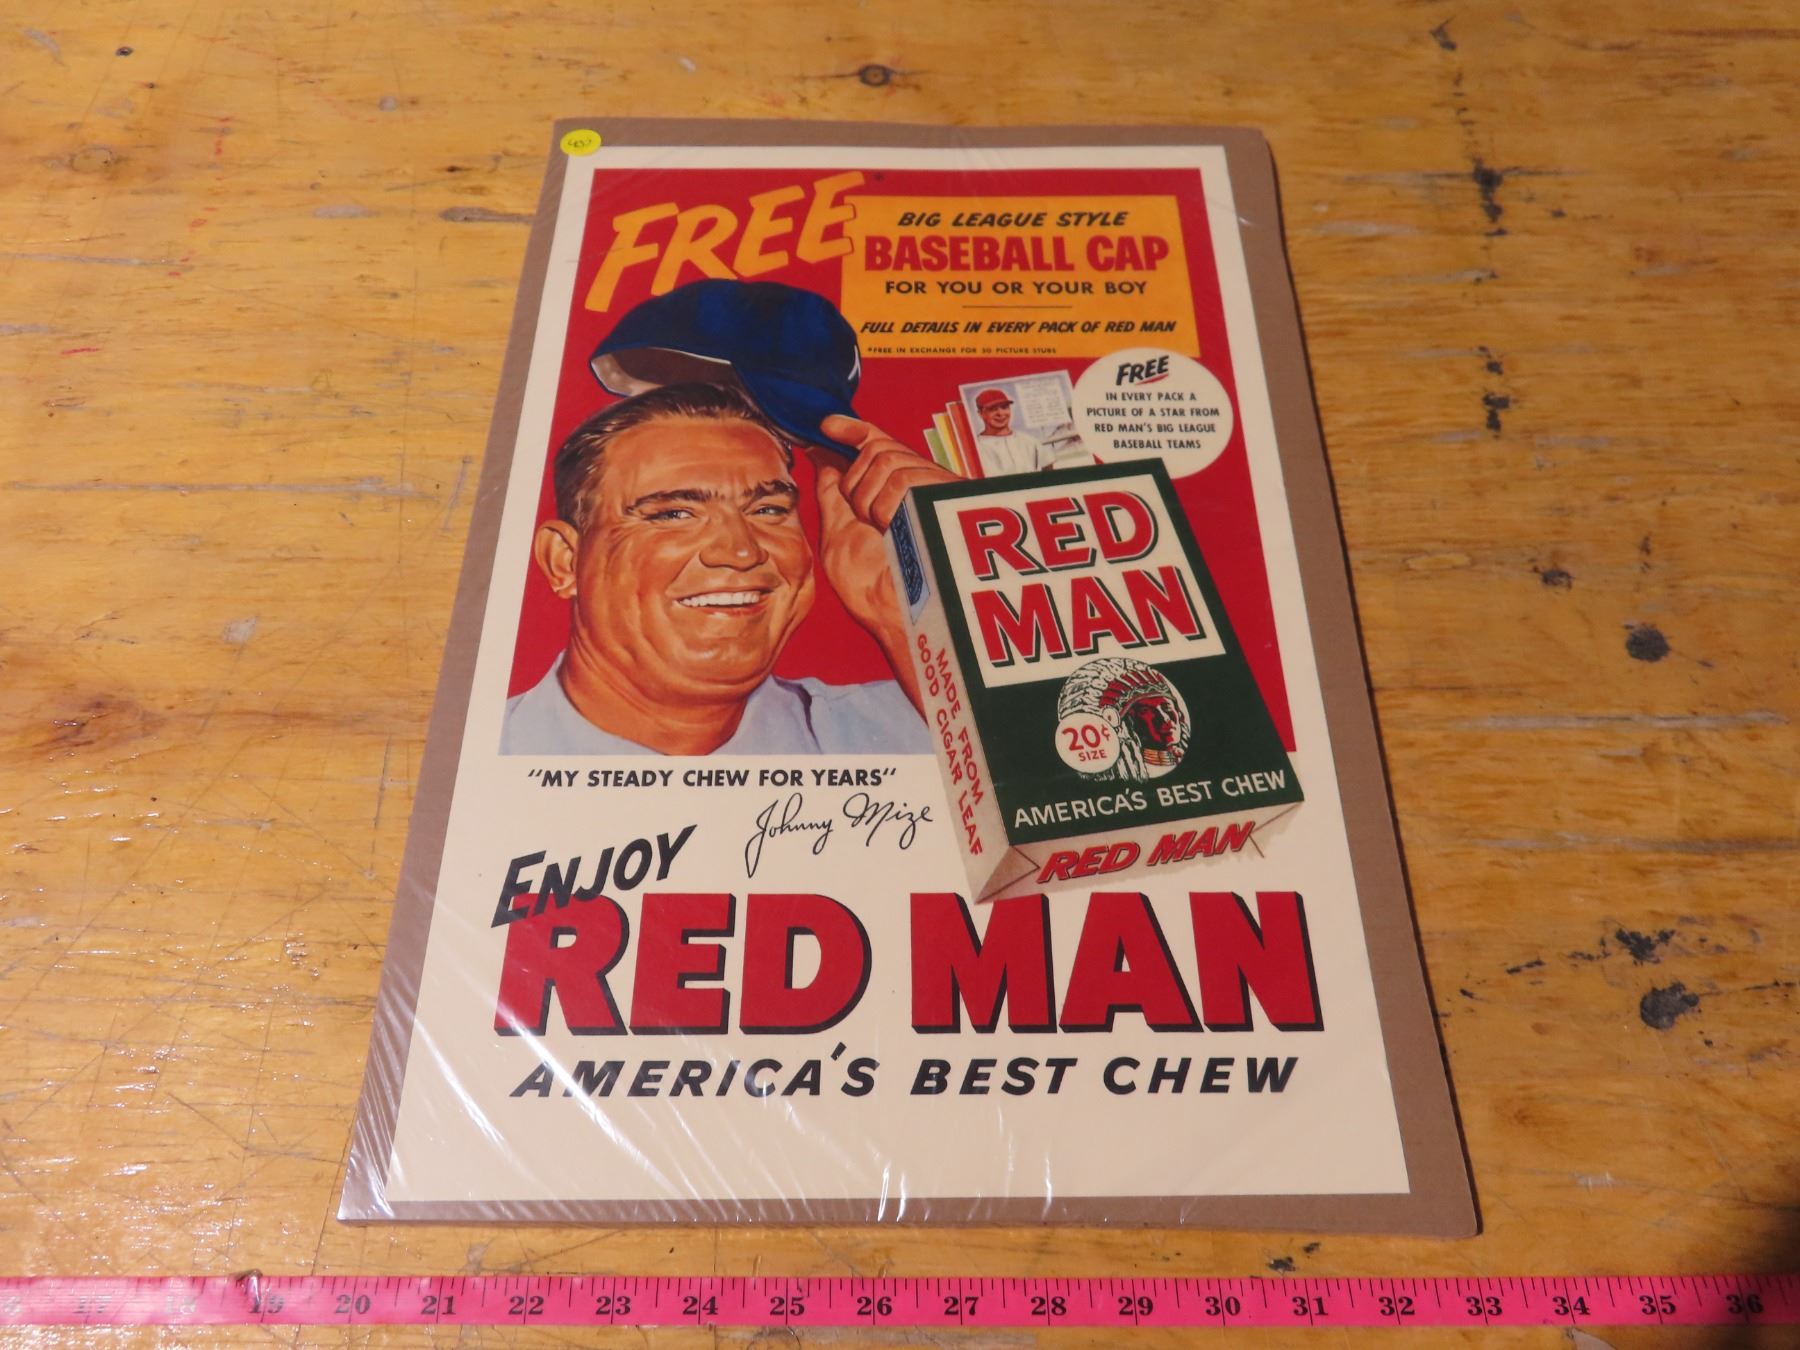 FREE*
BIG LEAGUE STYLE
BASEBALL CAP
FOR YOU OR YOUR BOY
FULL DETAILS IN EVERY PACK OF RED MAN
*FREE IN EXCHANGE FOR 50 PICTURE STUBS
FREE
IN EVERY PACK A
PICTURE OF A STAR FROM
RED MAN'S BIG LEAGUE
BASEBALL TEAMS
RED
MAN
MADE FROM
GOOD CIGAR LEAF
20¢
SIZE
AMERICA'S BEST CHEW
RED MAN
"MY STEADY CHEW FOR YEARS"
Johnny Mize
ENJOY
RED MAN
AMERICA'S BEST CHEW
17 18 19 20 21 22 23 24 25 26 27 28 29 30 31 32 33 34 35 36